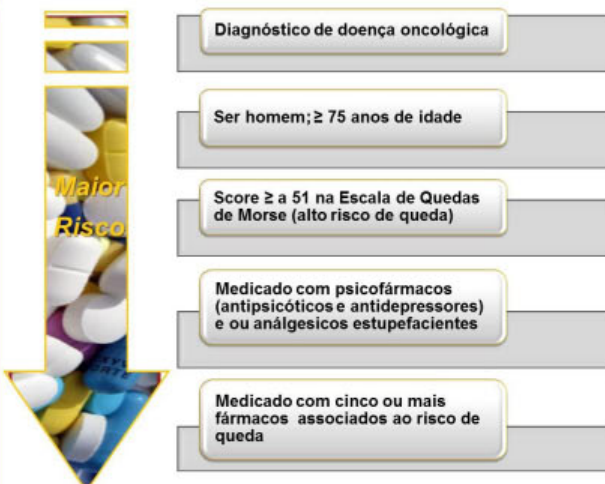 Diagnóstico de doença oncológica
Ser homem; ≥ 75 anos de idade
Maior
Risco
Score ≥ a 51 na Escala de Quedas
de Morse (alto risco de queda)
Medicado com psicofármacos
(antipsicóticos e antidepressores)
e ou análgesicos estupefacientes
Medicado com cinco ou mais
fármacos associados ao risco de
queda